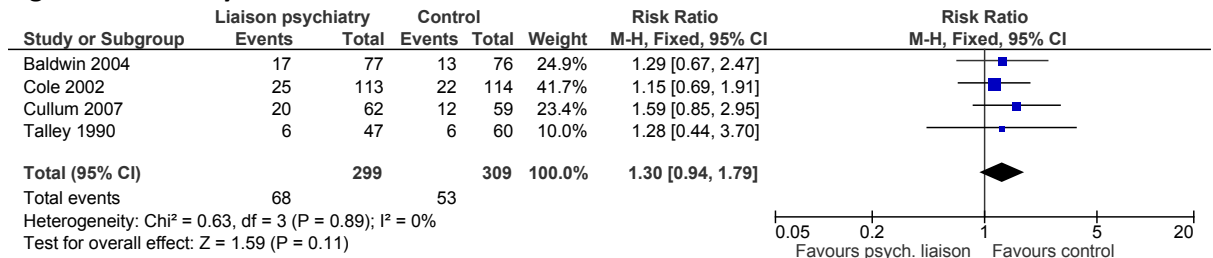 Liaison psychiatry Control Risk Ratio Risk Ratio
Study or Subgroup Events Total Events Total Weight M-H, Fixed, 95% CI M-H, Fixed, 95% CI
Baldwin 2004 17 77 13 76 24.9% 1.29 [0.67, 2.47]
Cole 2002 25 113 22 114 41.7% 1.15 [0.69, 1.91]
Cullum 2007 20 62 12 59 23.4% 1.59 [0.85, 2.95]
Talley 1990 6 47 6 60 10.0% 1.28 [0.44, 3.70]
Total (95% CI) 299 309 100.0% 1.30 [0.94, 1.79]
Total events 68 53
Heterogeneity: Chi² = 0.63, df = 3 (P = 0.89); I² = 0%
Test for overall effect: Z = 1.59 (P = 0.11)
0.05 0.2 1 5 20
Favours psych. liaison Favours control